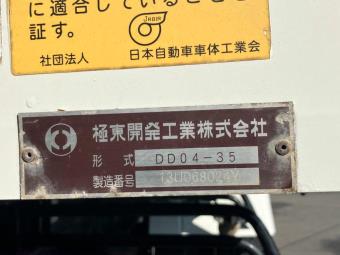 に適合していることを
証す。
JABIA
社団法人 日本自動車車体工業会
極東開発工業株式会社
形式 DD04-35
製造番号